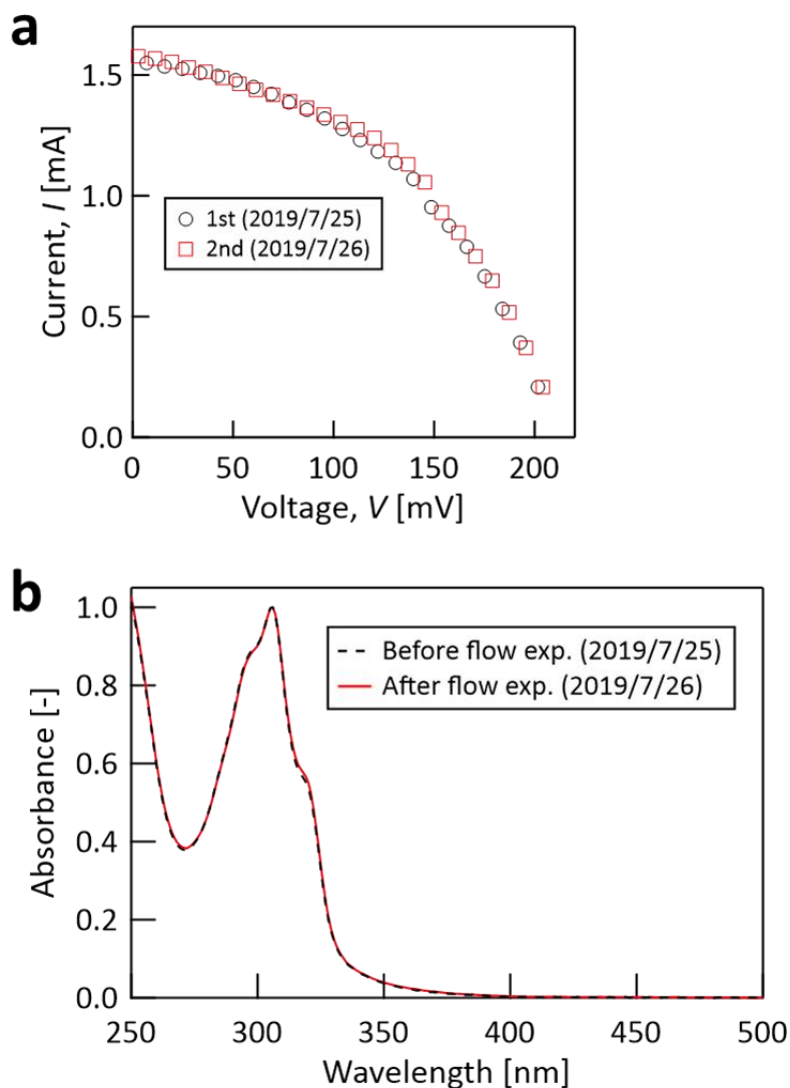 a
Current, I [mA]
1.5
1.0
0.5
0.0
1st (2019/7/25)
2nd (2019/7/26)
0 50 100 150 200
Voltage, V [mV]
b
Absorbance [-]
1.0
0.8
0.6
0.4
0.2
0.0
Before flow exp. (2019/7/25)
After flow exp. (2019/7/26)
250 300 350 400 450 500
Wavelength [nm]